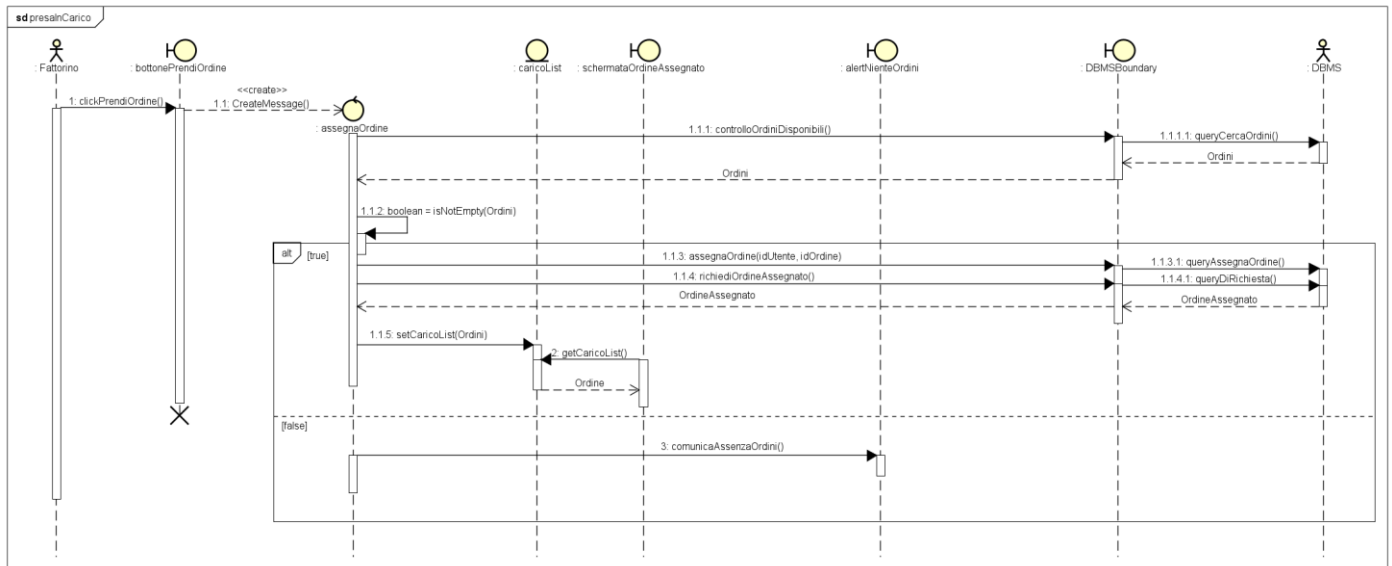 sd presaInCarico
: Fattorino
: bottonePrendiOrdine
: caricoList
: schermataOrdineAssegnato
: alertNienteOrdini
: DBMSBoundary
: DBMS
<<create>>
1: clickPrendiOrdine()
1.1: CreateMessage()
: assegnaOrdine
1.1.1: controlloOrdiniDisponibili()
1.1.1.1: queryCercaOrdini()
Ordini
Ordini
1.1.2: boolean = isNotEmpty(Ordini)
alt
[true]
1.1.3: assegnaOrdine(idUtente, idOrdine)
1.1.3.1: queryAssegnaOrdine()
1.1.4: richiediOrdineAssegnato()
1.1.4.1: queryDiRichiesta()
OrdineAssegnato
OrdineAssegnato
1.1.5: setCaricoList(Ordini)
2: getCaricoList()
Ordine
[false]
3: comunicaAssenzaOrdini()